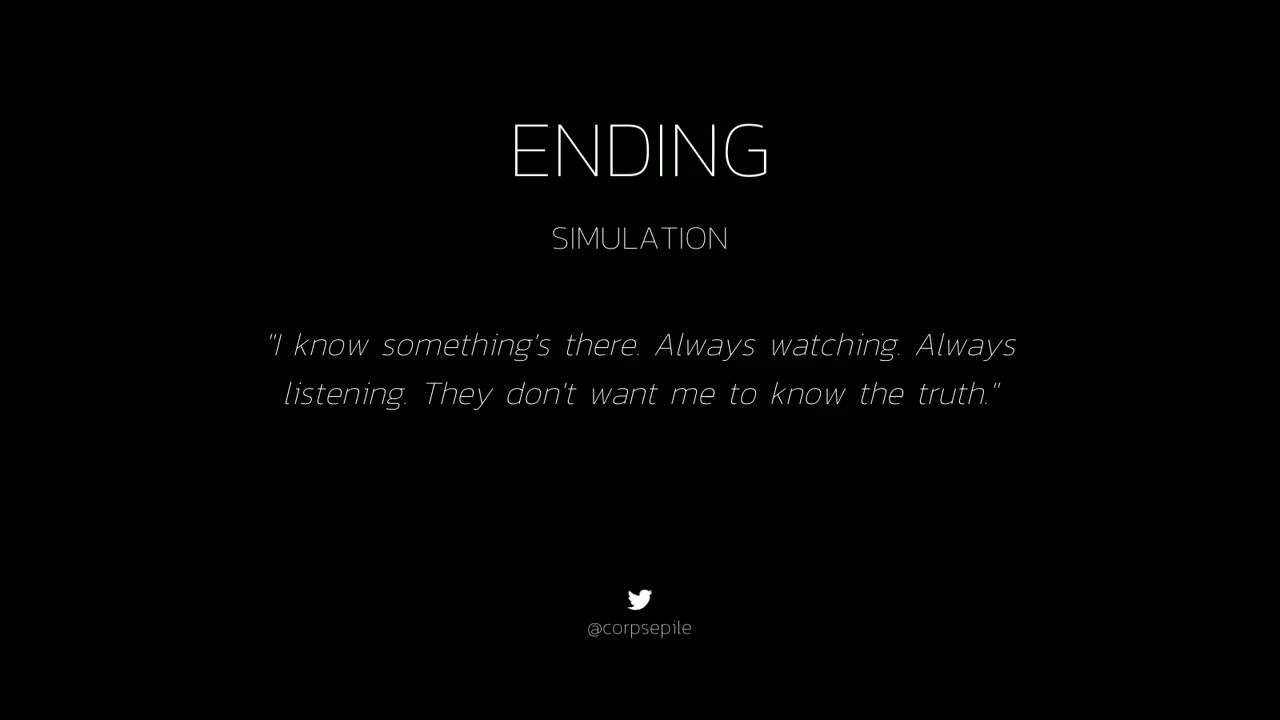 ENDING
SIMULATION
"I know something's there. Always watching. Always
listening. They don't want me to know the truth."
@corpsepile